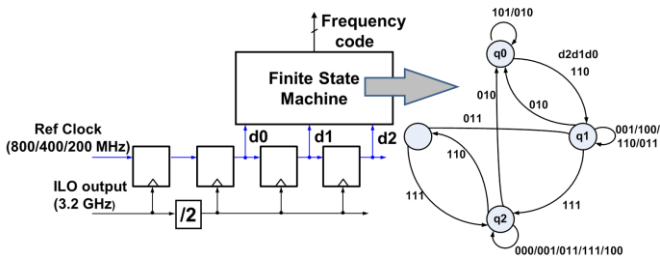 Frequency
code
Finite State
Machine
Ref Clock
(800/400/200 MHz)
d0
d1
d2
ILO output
(3.2 GHz)
/2
101/010
q0
d2d1d0
110
010
010
011
q1
001/100/
110/011
110
111
111
q2
000/001/011/111/100